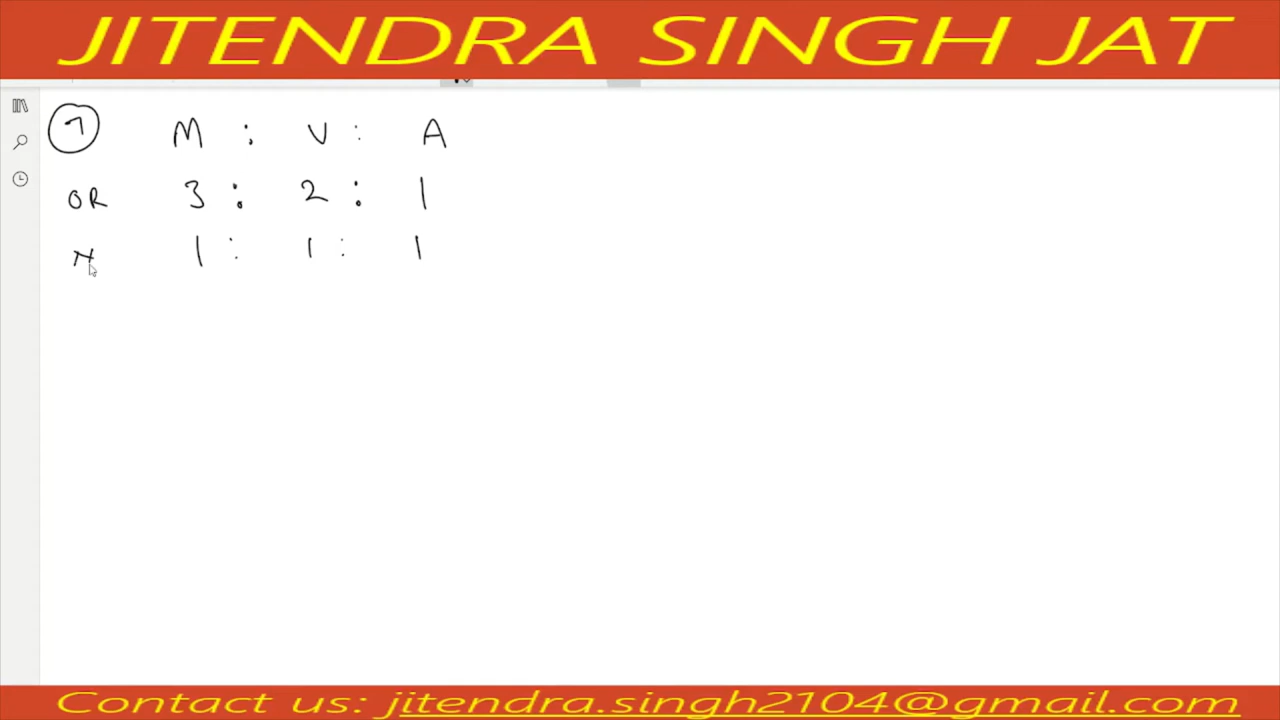 JITENDRA SINGH JAT
7 M : V : A
OR 3 : 2 : 1
N 1 : 1 : 1
Contact us: jitendra.singh2104@gmail.com